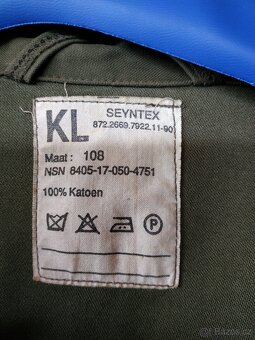 KL
SEYNTEX
872.2669.7922.11-90
Maat : 108
NSN 8405-17-050-4751
100% Katoen
P